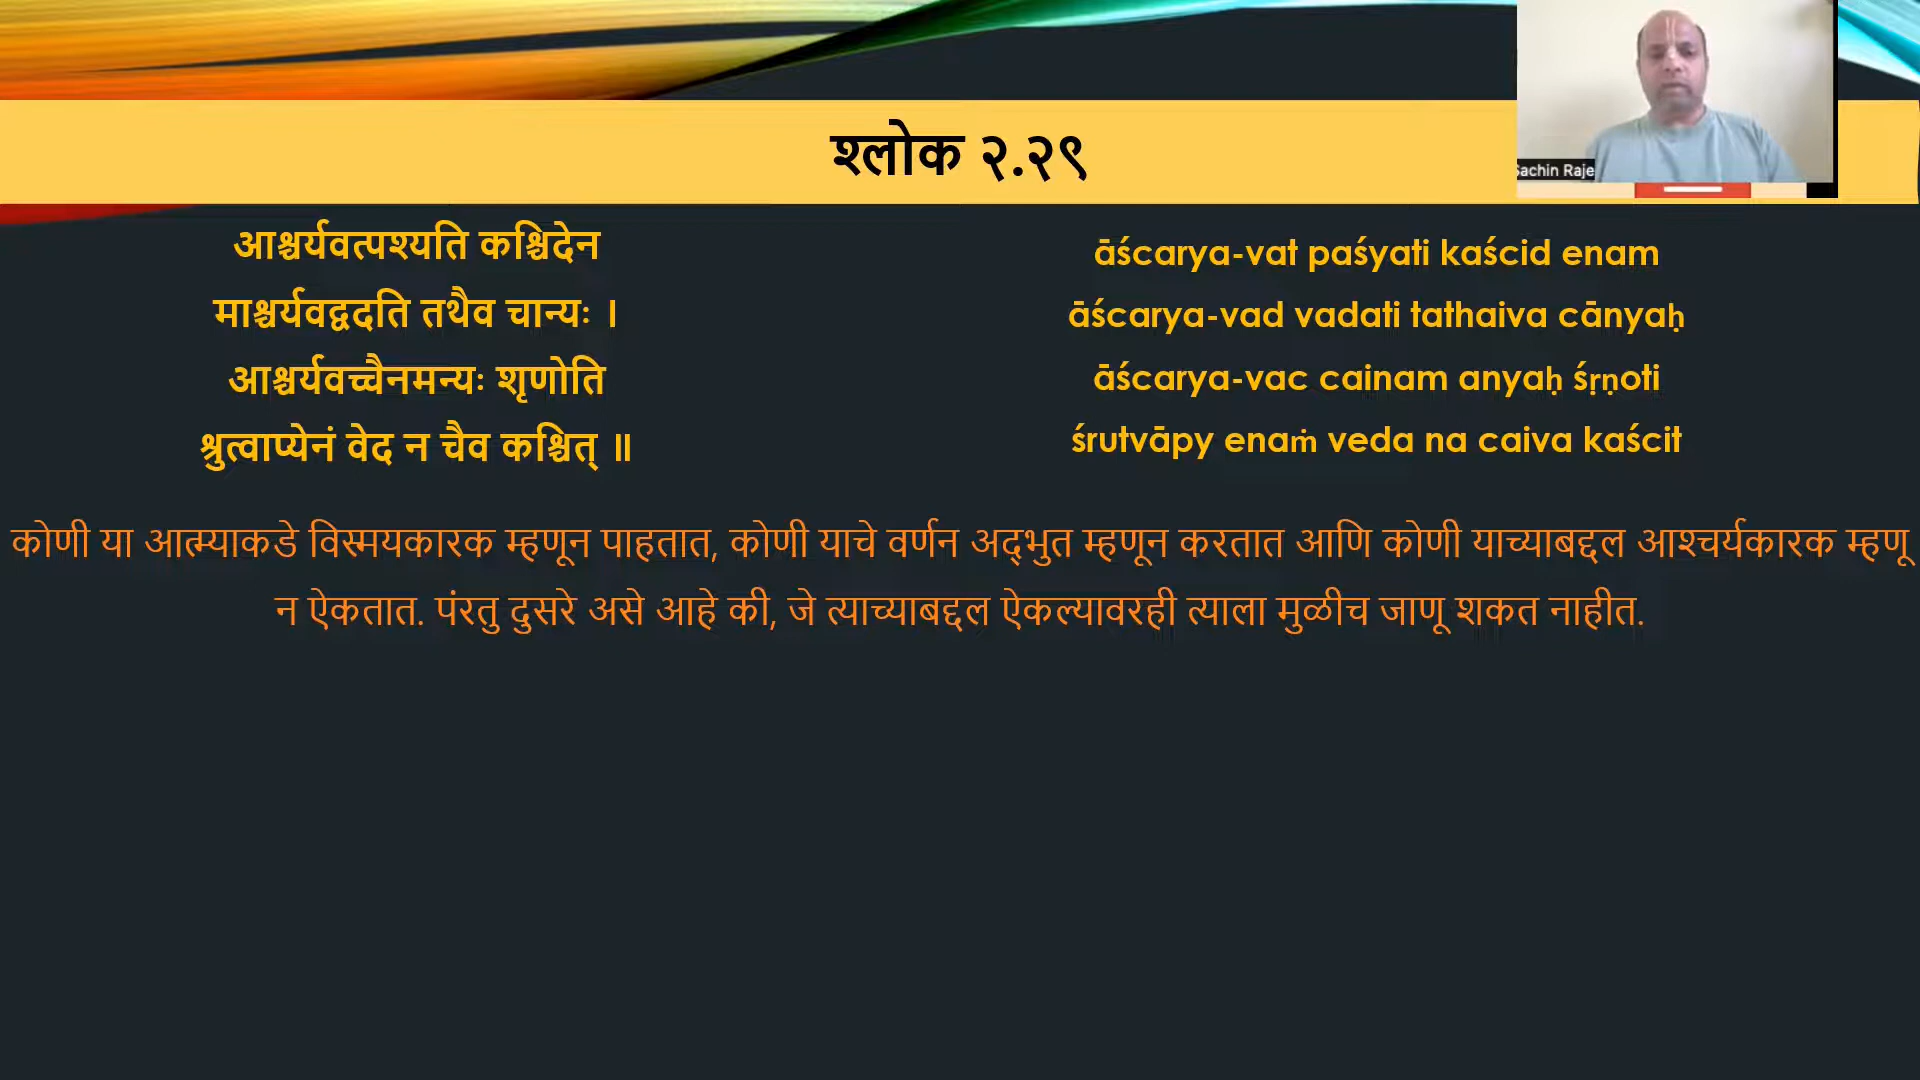 श्लोक २.२९
Sachin Raje
आश्चर्यवत्पश्यति कश्चिदेन
माश्चर्यवद्वदति तथैव चान्यः ।
आश्चर्यवच्चैनमन्यः शृणोति
श्रुत्वाप्येनं वेद न चैव कश्चित् ॥
āścarya-vat paśyati kaścid enam
āścarya-vad vadati tathaiva cānyaḥ
āścarya-vac cainam anyaḥ śṛṇoti
śrutvāpy enaṁ veda na caiva kaścit
कोणी या आत्म्याकडे विस्मयकारक म्हणून पाहतात, कोणी याचे वर्णन अद्‌भुत म्हणून करतात आणि कोणी याच्याबद्दल आश्‍चर्यकारक म्हणू
न ऐकतात. पंरतु दुसरे असे आहे की, जे त्याच्याबद्दल ऐकल्यावरही त्याला मुळीच जाणू शकत नाहीत.